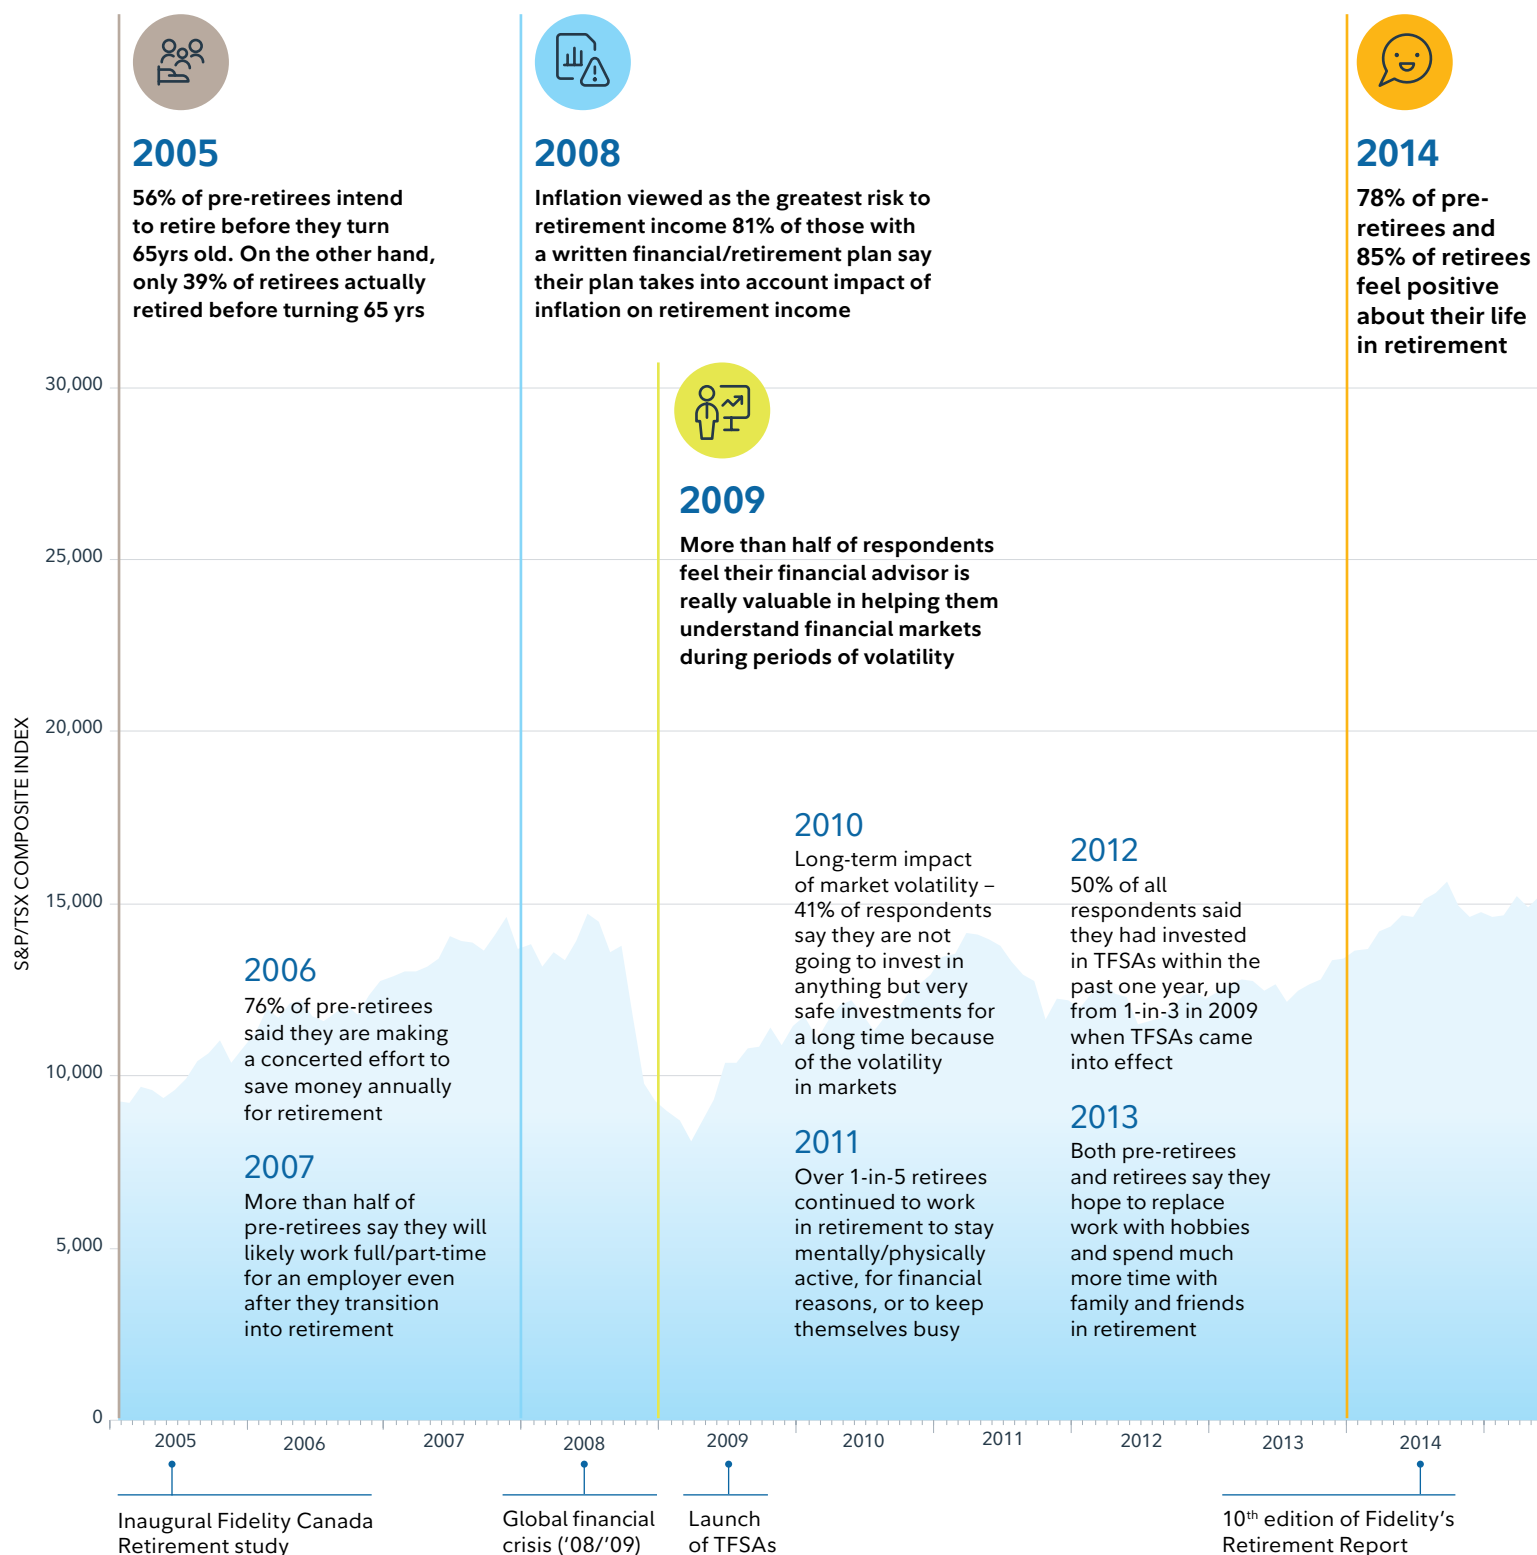 2005
56% of pre-retirees intend
to retire before they turn
65yrs old. On the other hand,
only 39% of retirees actually
retired before turning 65 yrs
2008
Inflation viewed as the greatest risk to
retirement income 81% of those with
a written financial/retirement plan say
their plan takes into account impact of
inflation on retirement income
2014
78% of pre-
retirees and
85% of retirees
feel positive
about their life
in retirement
2009
More than half of respondents
feel their financial advisor is
really valuable in helping them
understand financial markets
during periods of volatility
S&P/TSX COMPOSITE INDEX
30,000
25,000
20,000
15,000
10,000
5,000
0
2006
76% of pre-retirees
said they are making
a concerted effort to
save money annually
for retirement
2007
More than half of
pre-retirees say they will
likely work full/part-time
for an employer even
after they transition
into retirement
2010
Long-term impact
of market volatility –
41% of respondents
say they are not
going to invest in
anything but very
safe investments for
a long time because
of the volatility
in markets
2011
Over 1-in-5 retirees
continued to work
in retirement to stay
mentally/physically
active, for financial
reasons, or to keep
themselves busy
2012
50% of all
respondents said
they had invested
in TFSAs within the
past one year, up
from 1-in-3 in 2009
when TFSAs came
into effect
2013
Both pre-retirees
and retirees say they
hope to replace
work with hobbies
and spend much
more time with
family and friends
in retirement
2005 2006 2007 2008 2009 2010 2011 2012 2013 2014
Inaugural Fidelity Canada
Retirement study
Global financial
crisis ('08/'09)
Launch
of TFSAs
10th edition of Fidelity's
Retirement Report